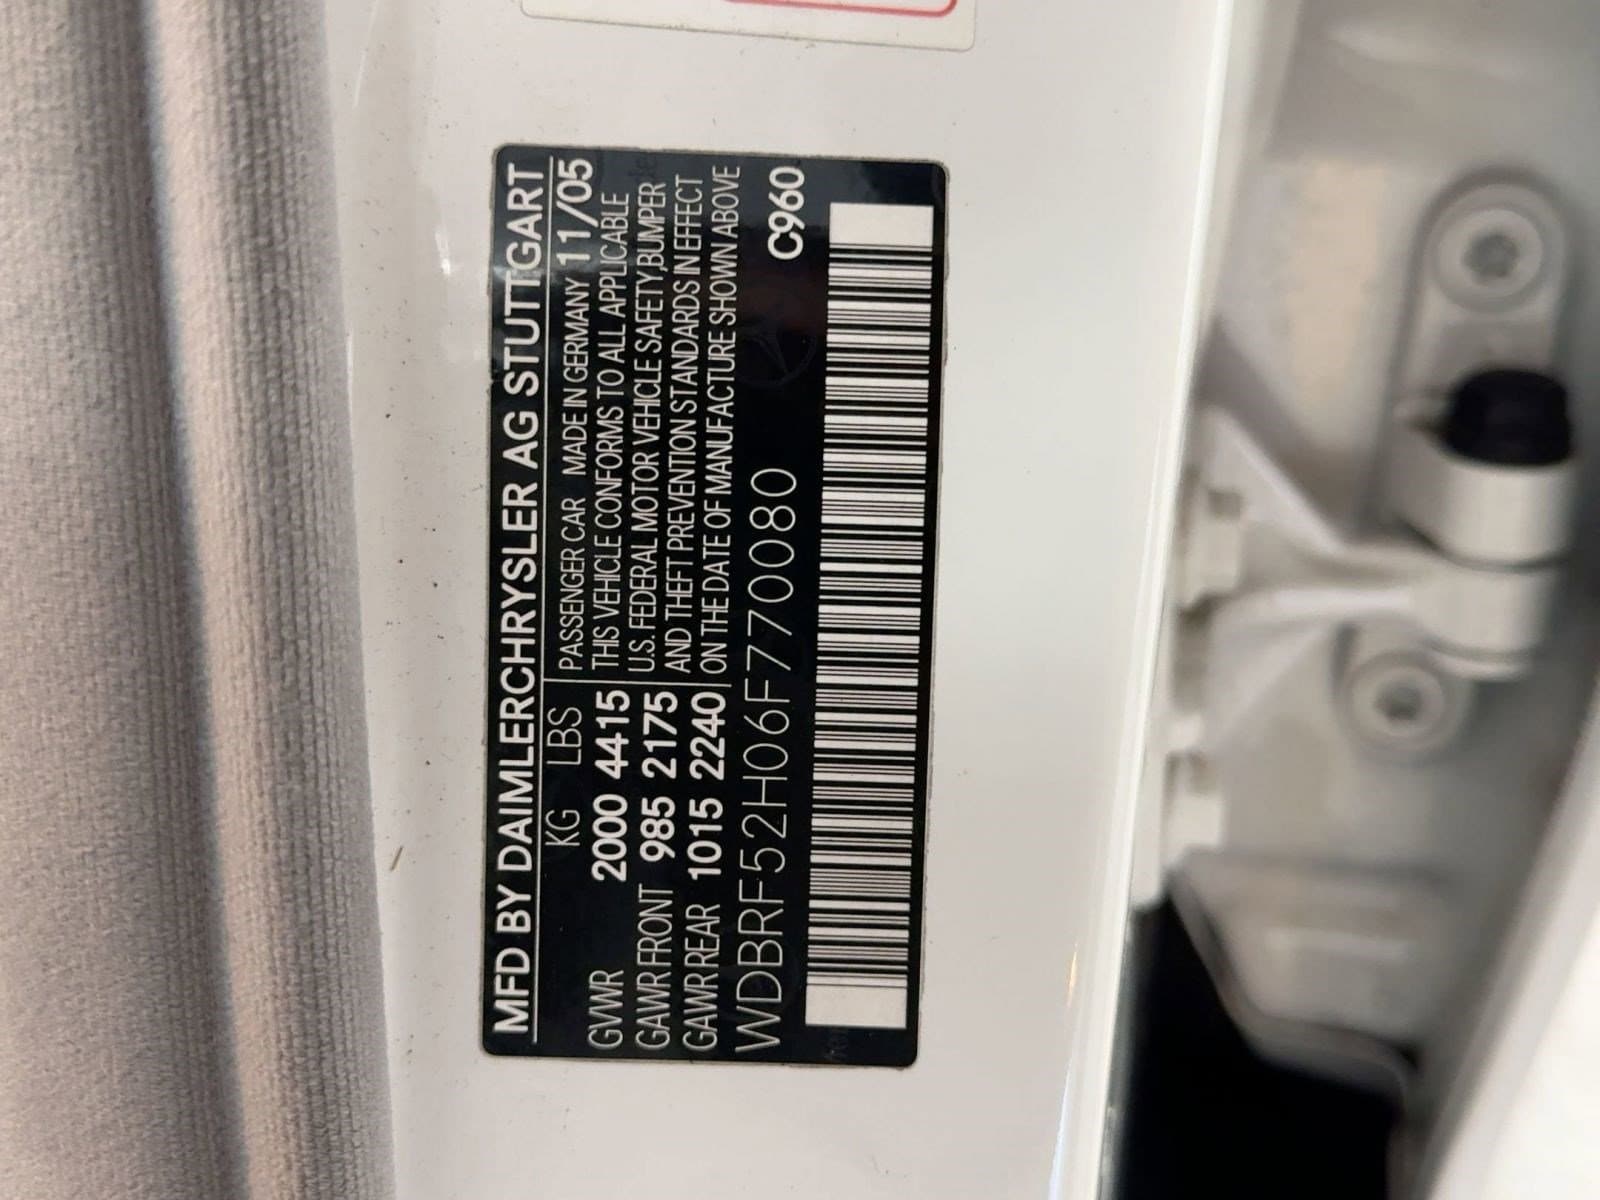 MFD BY DAIMLERCHRYSLER AG STUTTGART
KG LBS PASSENGER CAR MADE IN GERMANY 11/05
GVWR 2000 4415 THIS VEHICLE CONFORMS TO ALL APPLICABLE
GAWR FRONT 985 2175 U.S. FEDERAL MOTOR VEHICLE SAFETY,BUMPER
GAWR REAR 1015 2240 AND THEFT PREVENTION STANDARDS IN EFFECT
ON THE DATE OF MANUFACTURE SHOWN ABOVE
WDBRF52H06F770080 C960